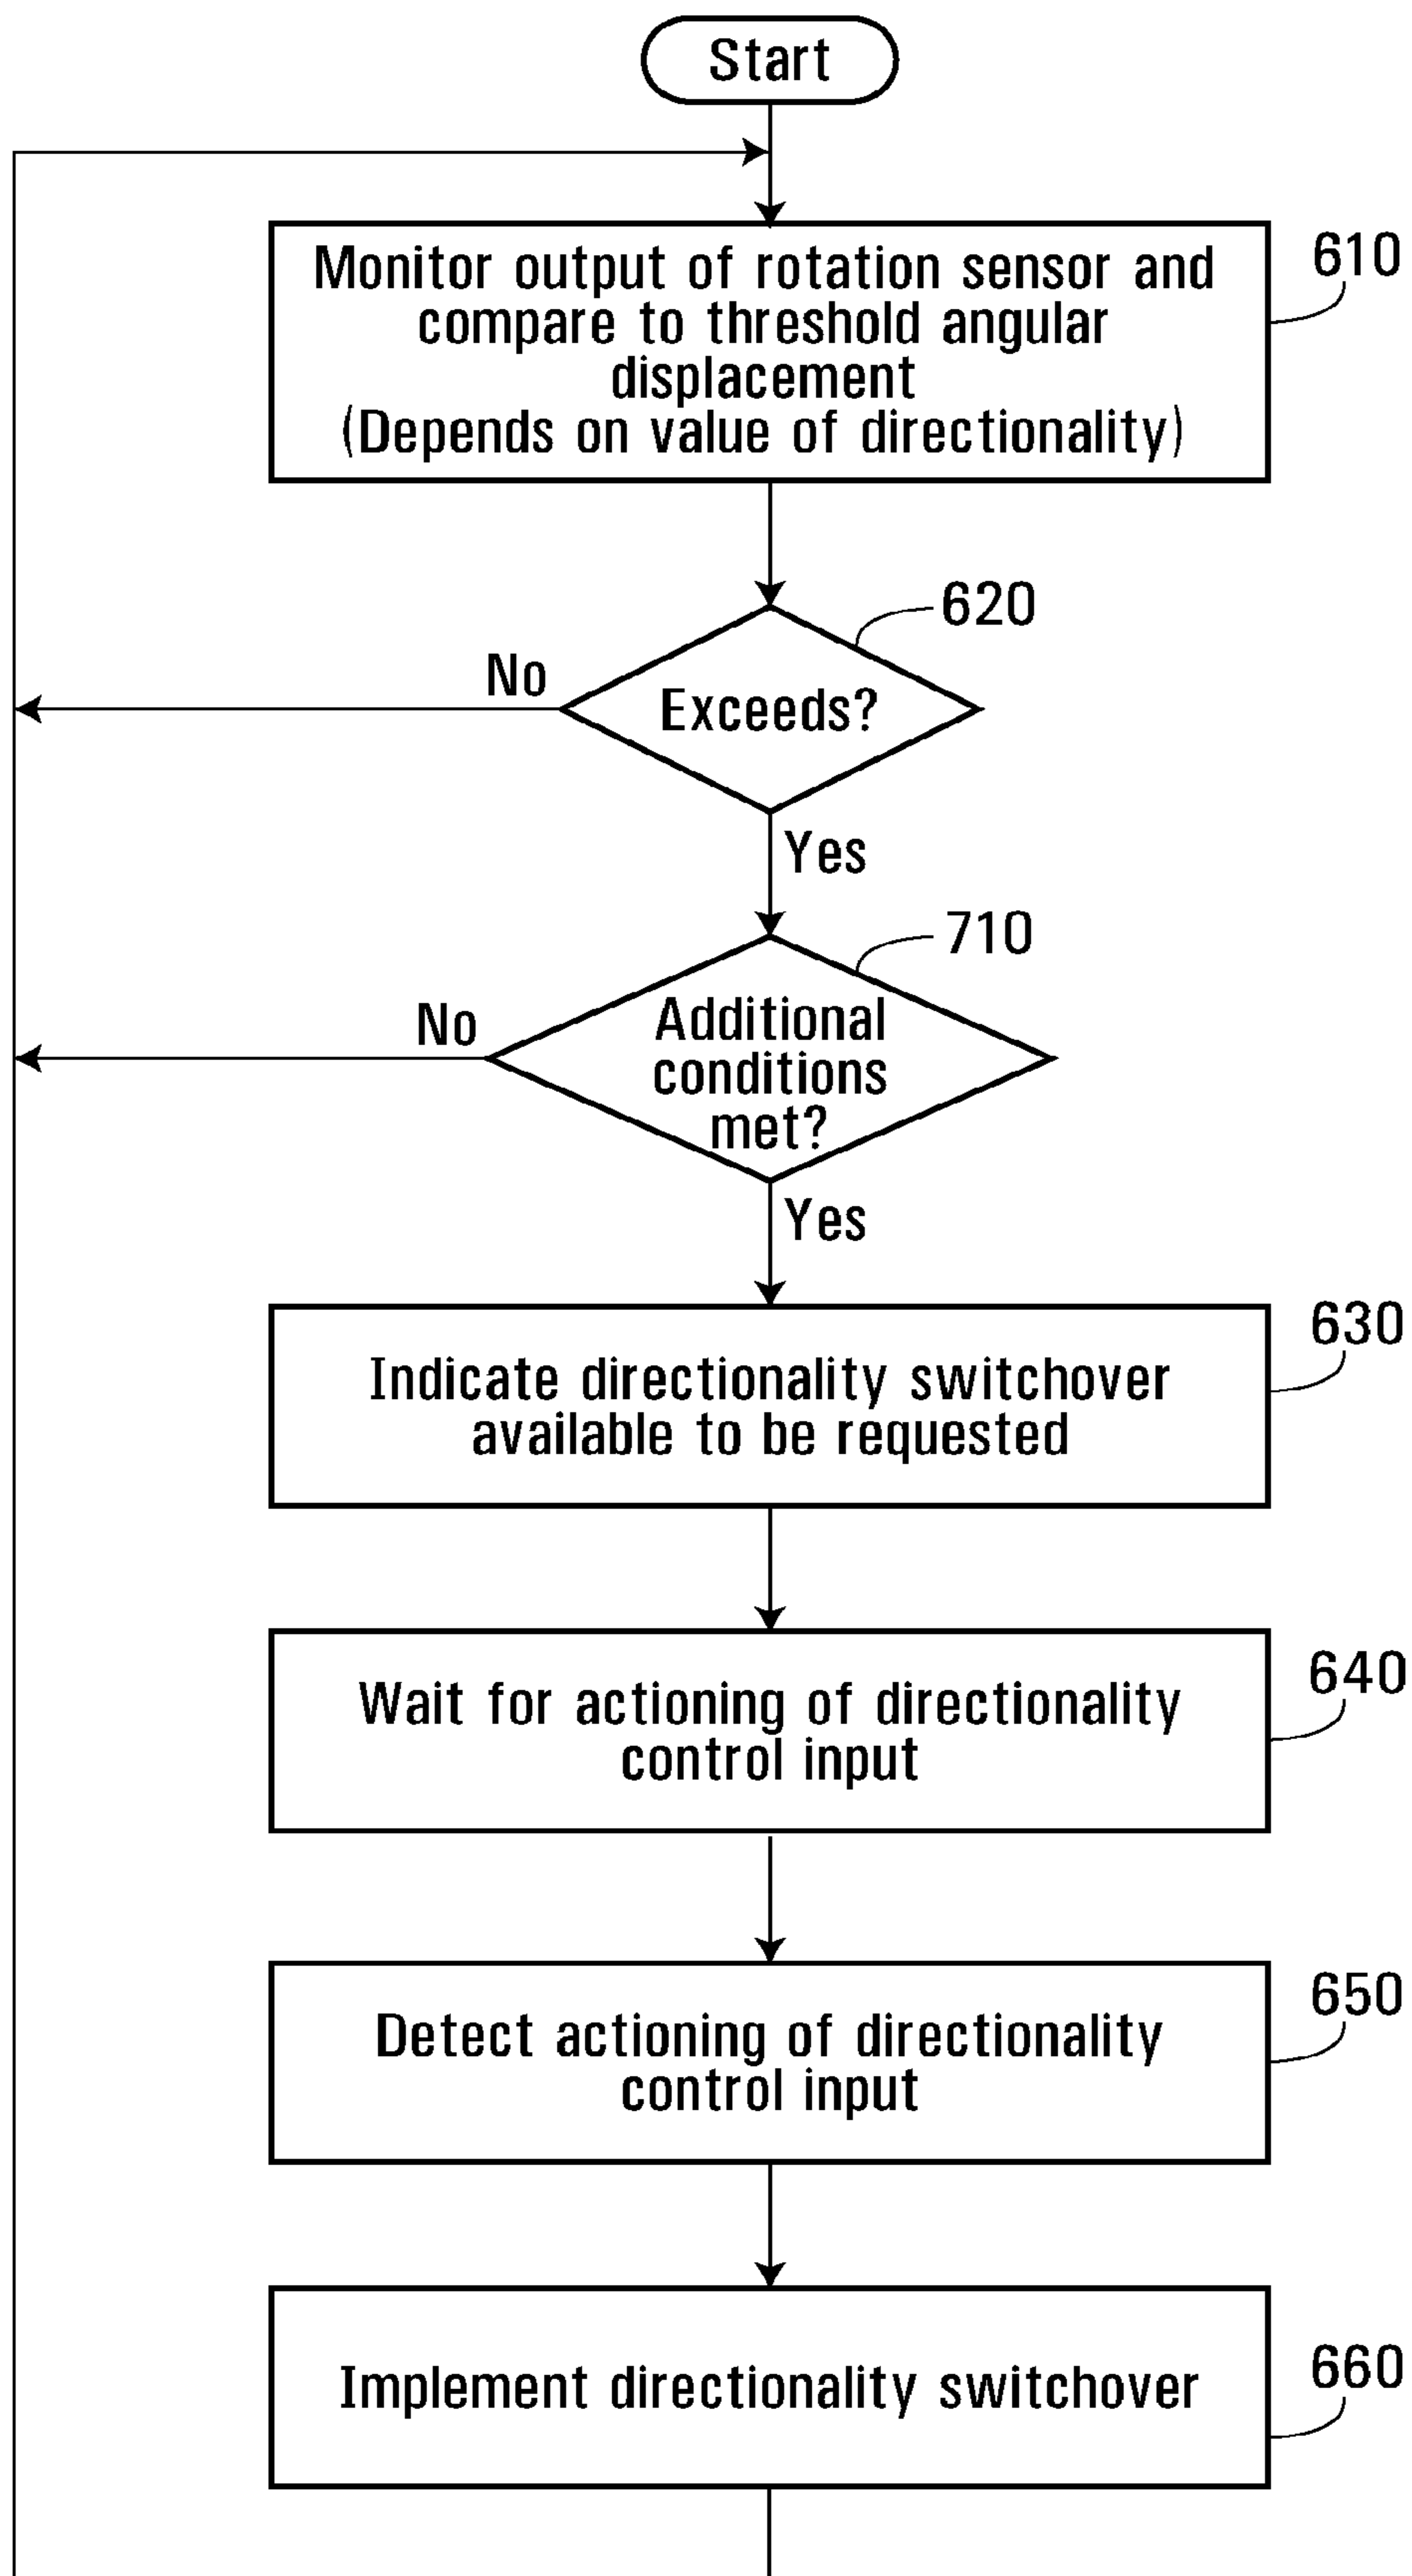 Start
Monitor output of rotation sensor and
compare to threshold angular
displacement
(Depends on value of directionality)
610
620
No
Exceeds?
Yes
710
No
Additional
conditions
met?
Yes
630
Indicate directionality switchover
available to be requested
640
Wait for actioning of directionality
control input
650
Detect actioning of directionality
control input
660
Implement directionality switchover